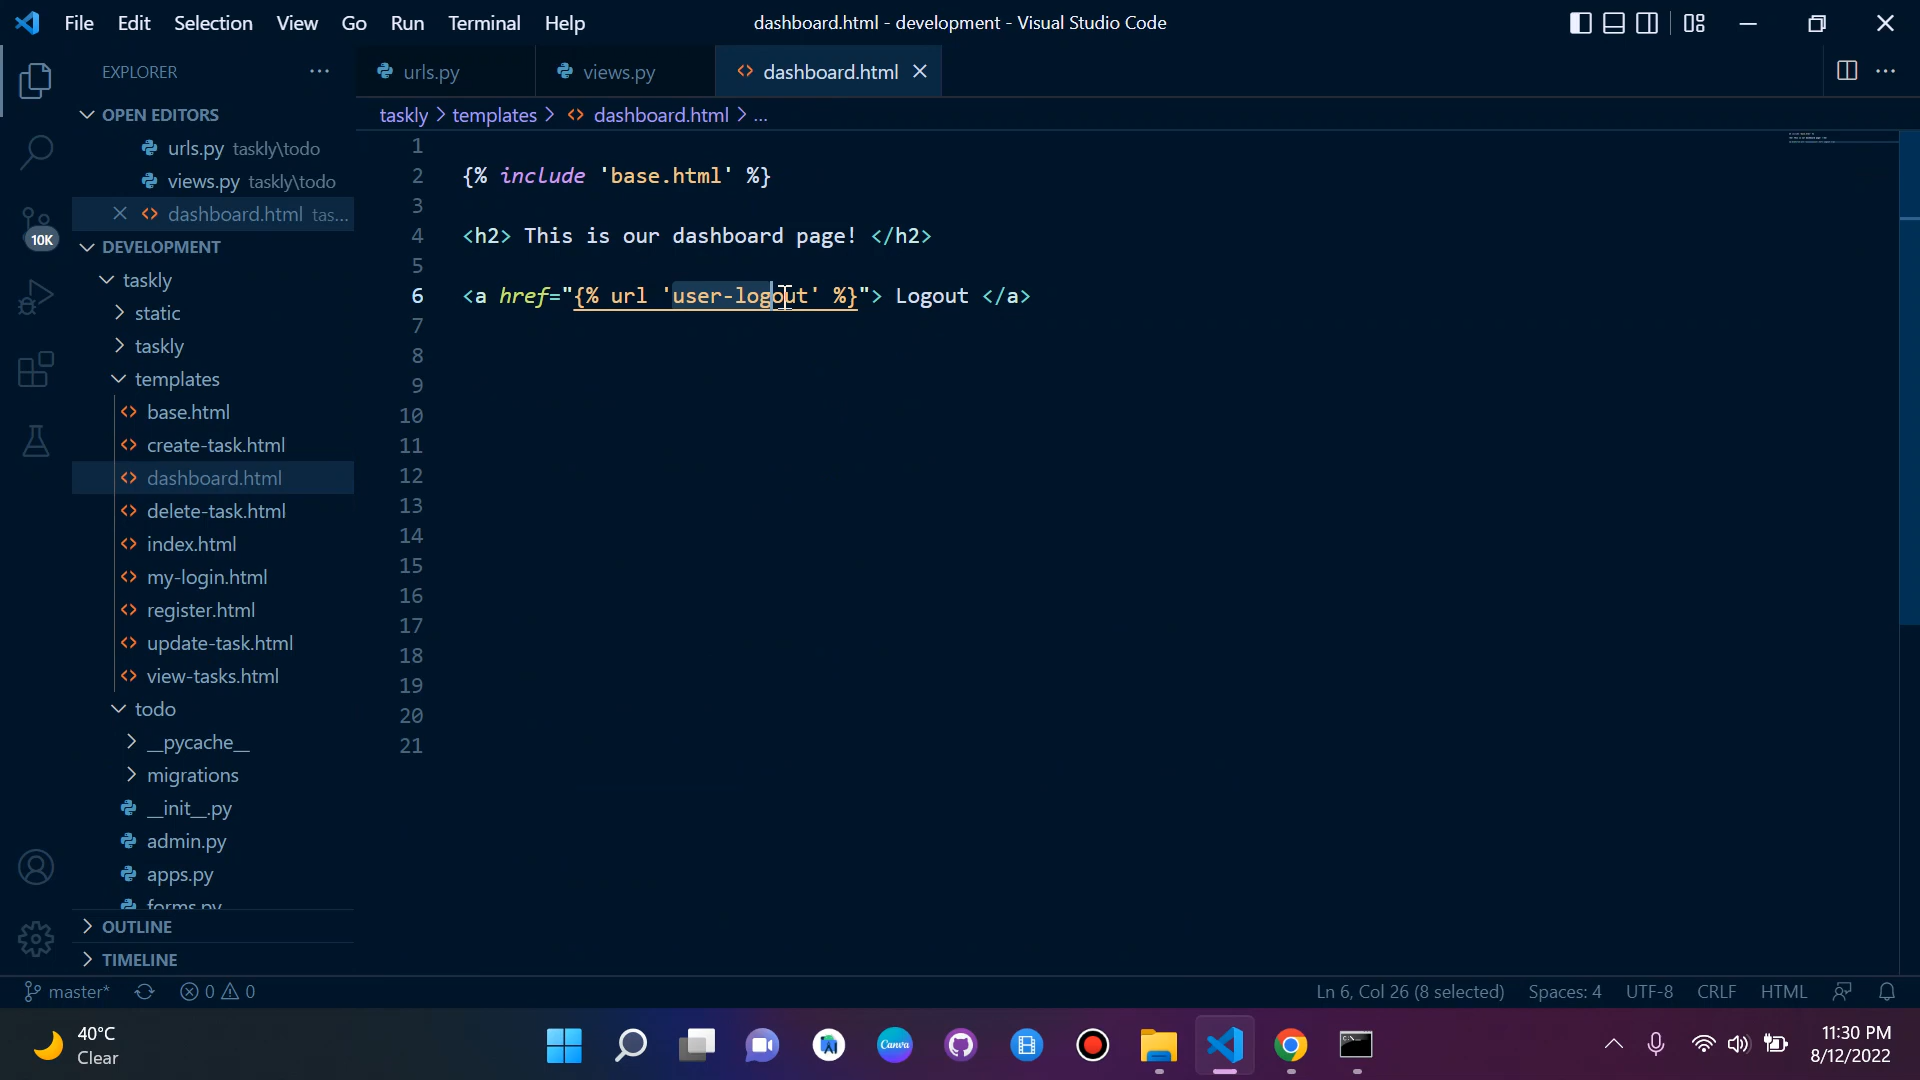 File Edit Selection View Go Run Terminal Help
dashboard.html - development - Visual Studio Code
EXPLORER
OPEN EDITORS
urls.py taskly\todo
views.py taskly\todo
dashboard.html tas...
DEVELOPMENT
taskly
static
taskly
templates
base.html
create-task.html
dashboard.html
delete-task.html
index.html
my-login.html
register.html
update-task.html
view-tasks.html
todo
__pycache__
migrations
__init__.py
admin.py
apps.py
forms.py
OUTLINE
TIMELINE
10K
urls.py
views.py
dashboard.html
taskly > templates > dashboard.html > ...
1
2 {% include 'base.html' %}
3
4 <h2> This is our dashboard page! </h2>
5
6 <a href="{% url 'user-logout' %}"> Logout </a>
7
8
9
10
11
12
13
14
15
16
17
18
19
20
21
master* 0 0
Ln 6, Col 26 (8 selected) Spaces: 4 UTF-8 CRLF HTML
40°C
Clear
Canva
11:30 PM
8/12/2022